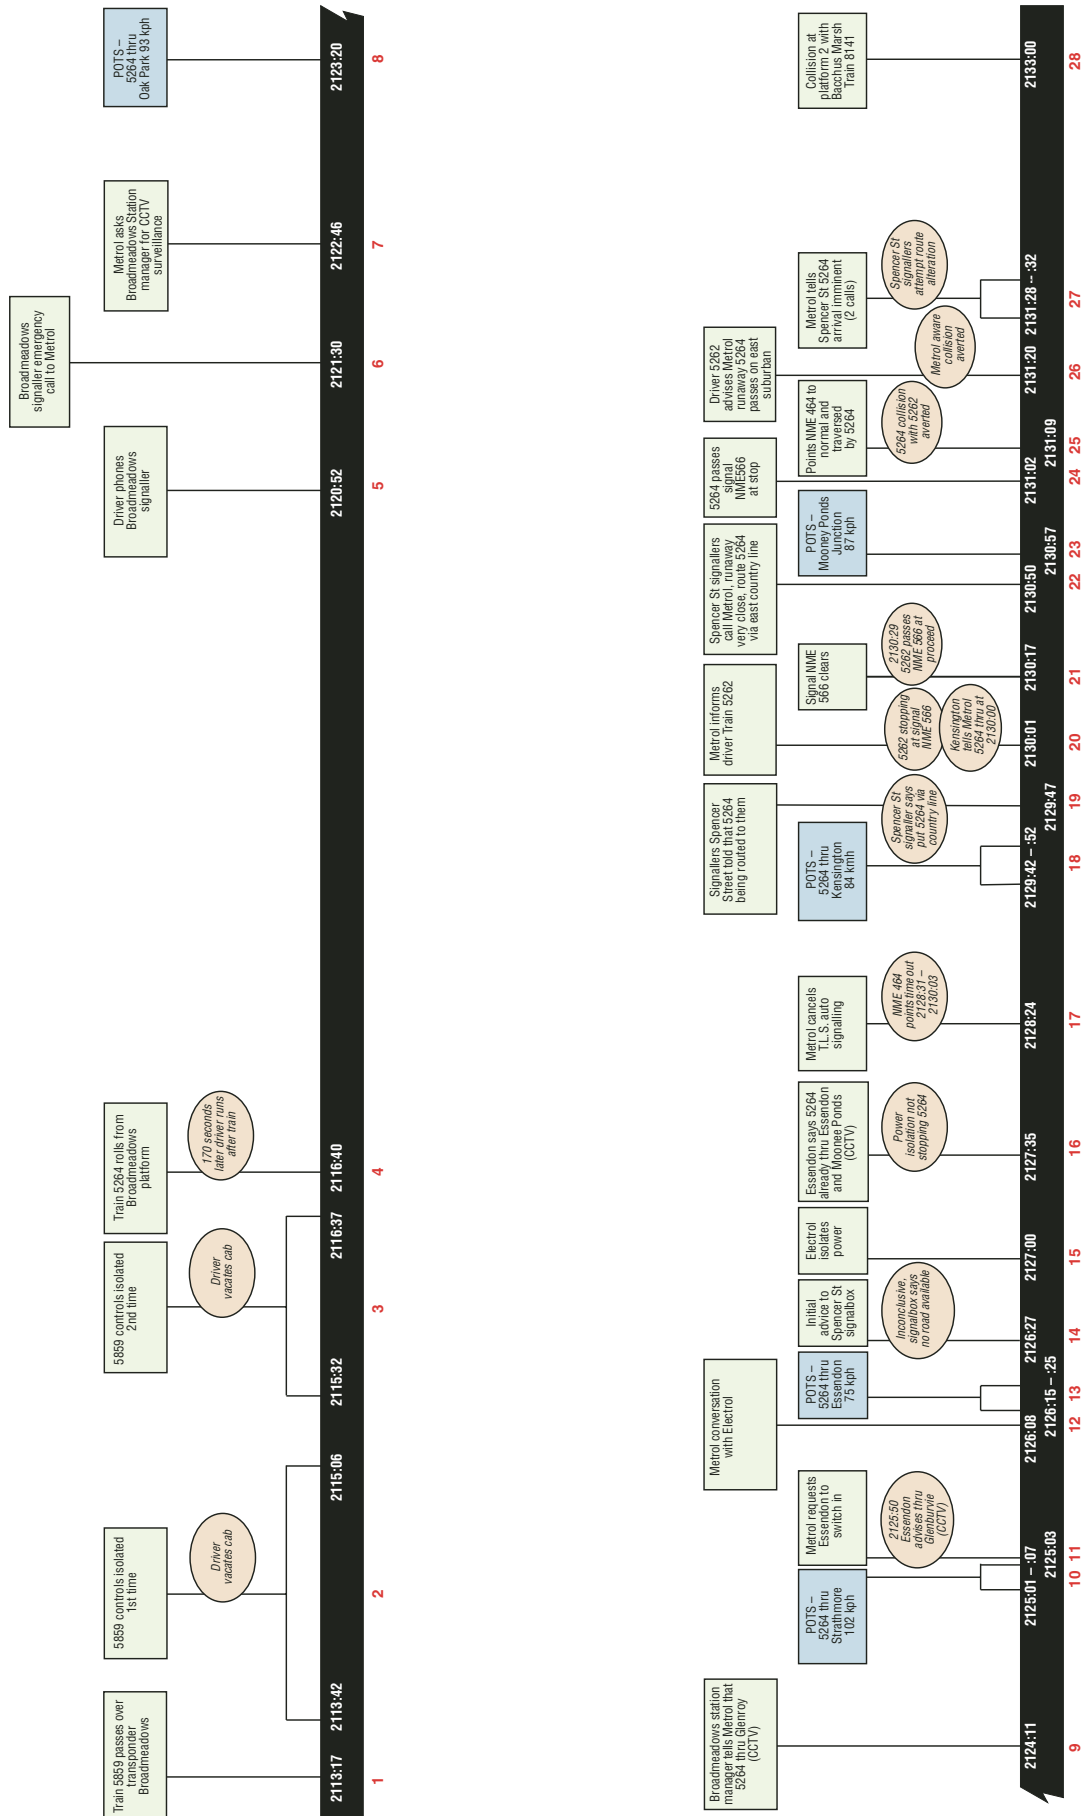 Train 5859 passes over
transponder
Broadmeadows
2113:17
1
5859 controls isolated
1st time
Driver
vacates cab
2113:42
2115:06
2
5859 controls isolated
2nd time
Driver
vacates cab
2115:32
2116:37
3
Train 5264 rolls from
Broadmeadows
platform
170 seconds
later driver runs
after train
2116:40
4
Driver phones
Broadmeadows
signaller
2120:52
5
Broadmeadows
signaller emergency
call to Metrol
2121:30
6
Metrol asks
Broadmeadows Station
manager for CCTV
surveillance
2122:46
7
POTS –
5264 thru
Oak Park 93 kph
2123:20
8
Broadmeadows station
manager tells Metrol that
5264 thru Glenroy
(CCTV)
2124:11
9
POTS –
5264 thru
Strathmore
102 kph
2125:01 – :07
10
Metrol requests
Essendon to
switch in
2125:50
Essendon
advises thru
Glenburvie
(CCTV)
2125:03
11
Metrol conversation
with Electrol
2126:08
12
POTS –
5264 thru
Essendon
75 kph
2126:15 – :25
13
Initial
advice to
Spencer St
signalbox
Inconclusive,
signalbox says
no road available
2126:27
14
Electrol
isolates
power
2127:00
15
Essendon says 5264
already thru Essendon
and Moonee Ponds
(CCTV)
Power
isolation not
stopping 5264
2127:35
16
Metrol cancels
T.L.S. auto
signalling
NME 464
points time out
2128:31 –
2130:03
2128:24
17
POTS –
5264 thru
Kensington
84 kmh
2129:42 – :52
18
Signallers Spencer
Street told that 5264
being routed to them
Spencer St
signaller says
put 5264 via
country line
2129:47
19
Metrol informs
driver Train 5262
5262 stopping
at signal
NME 566
Kensington
tells Metrol
5264 thru at
2130:00
2130:01
20
Signal NME
566 clears
2130:29
5262 passes
NME 566 at
proceed
2130:17
21
Spencer St signallers
call Metrol, runaway
very close, route 5264
via east country line
2130:50
22
POTS –
Mooney Ponds
Junction
87 kph
2130:57
23
5264 passes
signal
NME566
at stop
2131:02
24
Points NME 464 to
normal and
traversed
by 5264
5264 collision
with 5262
averted
2131:09
25
Driver 5262
advises Metrol
runaway 5264
passes on east
suburban
Metrol aware
collision
averted
2131:20
26
Metrol tells
Spencer St 5264
arrival imminent
(2 calls)
Spencer St
signallers
attempt route
alteration
2131:28 – :32
27
Collision at
platform 2 with
Bacchus Marsh
Train 8141
2133:00
28